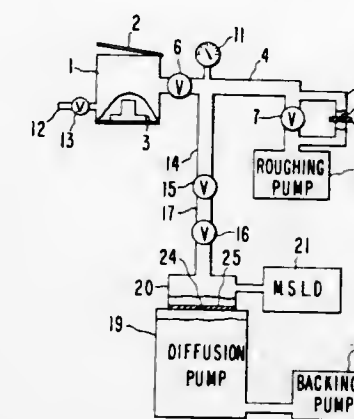 2
6
11
1
4
V
12
V
13
3
7
V
14
ROUGHING
PUMP
15
V
17
V
16
24
25
21
20
M.S.L.D
19
DIFFUSION
PUMP
BACKING
PUMP